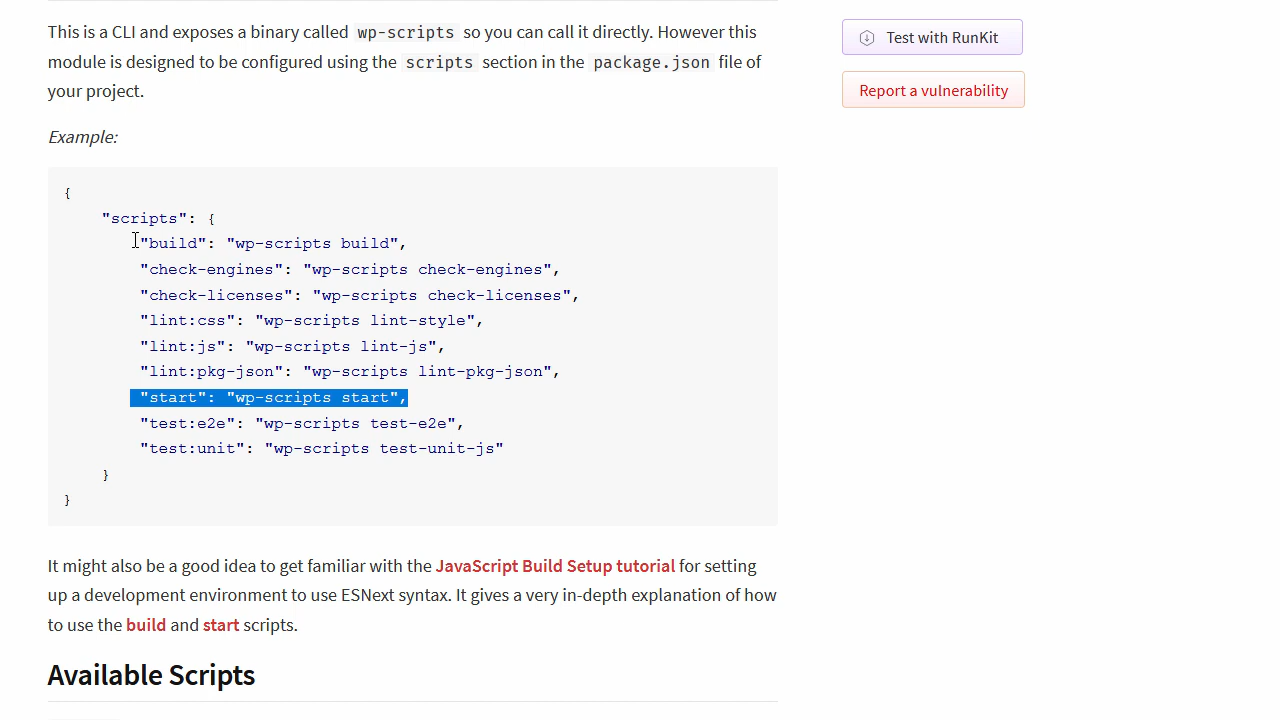 This is a CLI and exposes a binary called wp-scripts so you can call it directly. However this
module is designed to be configured using the scripts section in the package.json file of
your project.
Example:
{
"scripts": {
"build": "wp-scripts build",
"check-engines": "wp-scripts check-engines",
"check-licenses": "wp-scripts check-licenses",
"lint:css": "wp-scripts lint-style",
"lint:js": "wp-scripts lint-js",
"lint:pkg-json": "wp-scripts lint-pkg-json",
"start": "wp-scripts start",
"test:e2e": "wp-scripts test-e2e",
"test:unit": "wp-scripts test-unit-js"
}
}
It might also be a good idea to get familiar with the JavaScript Build Setup tutorial for setting
up a development environment to use ESNext syntax. It gives a very in-depth explanation of how
to use the build and start scripts.
Available Scripts
Test with RunKit
Report a vulnerability